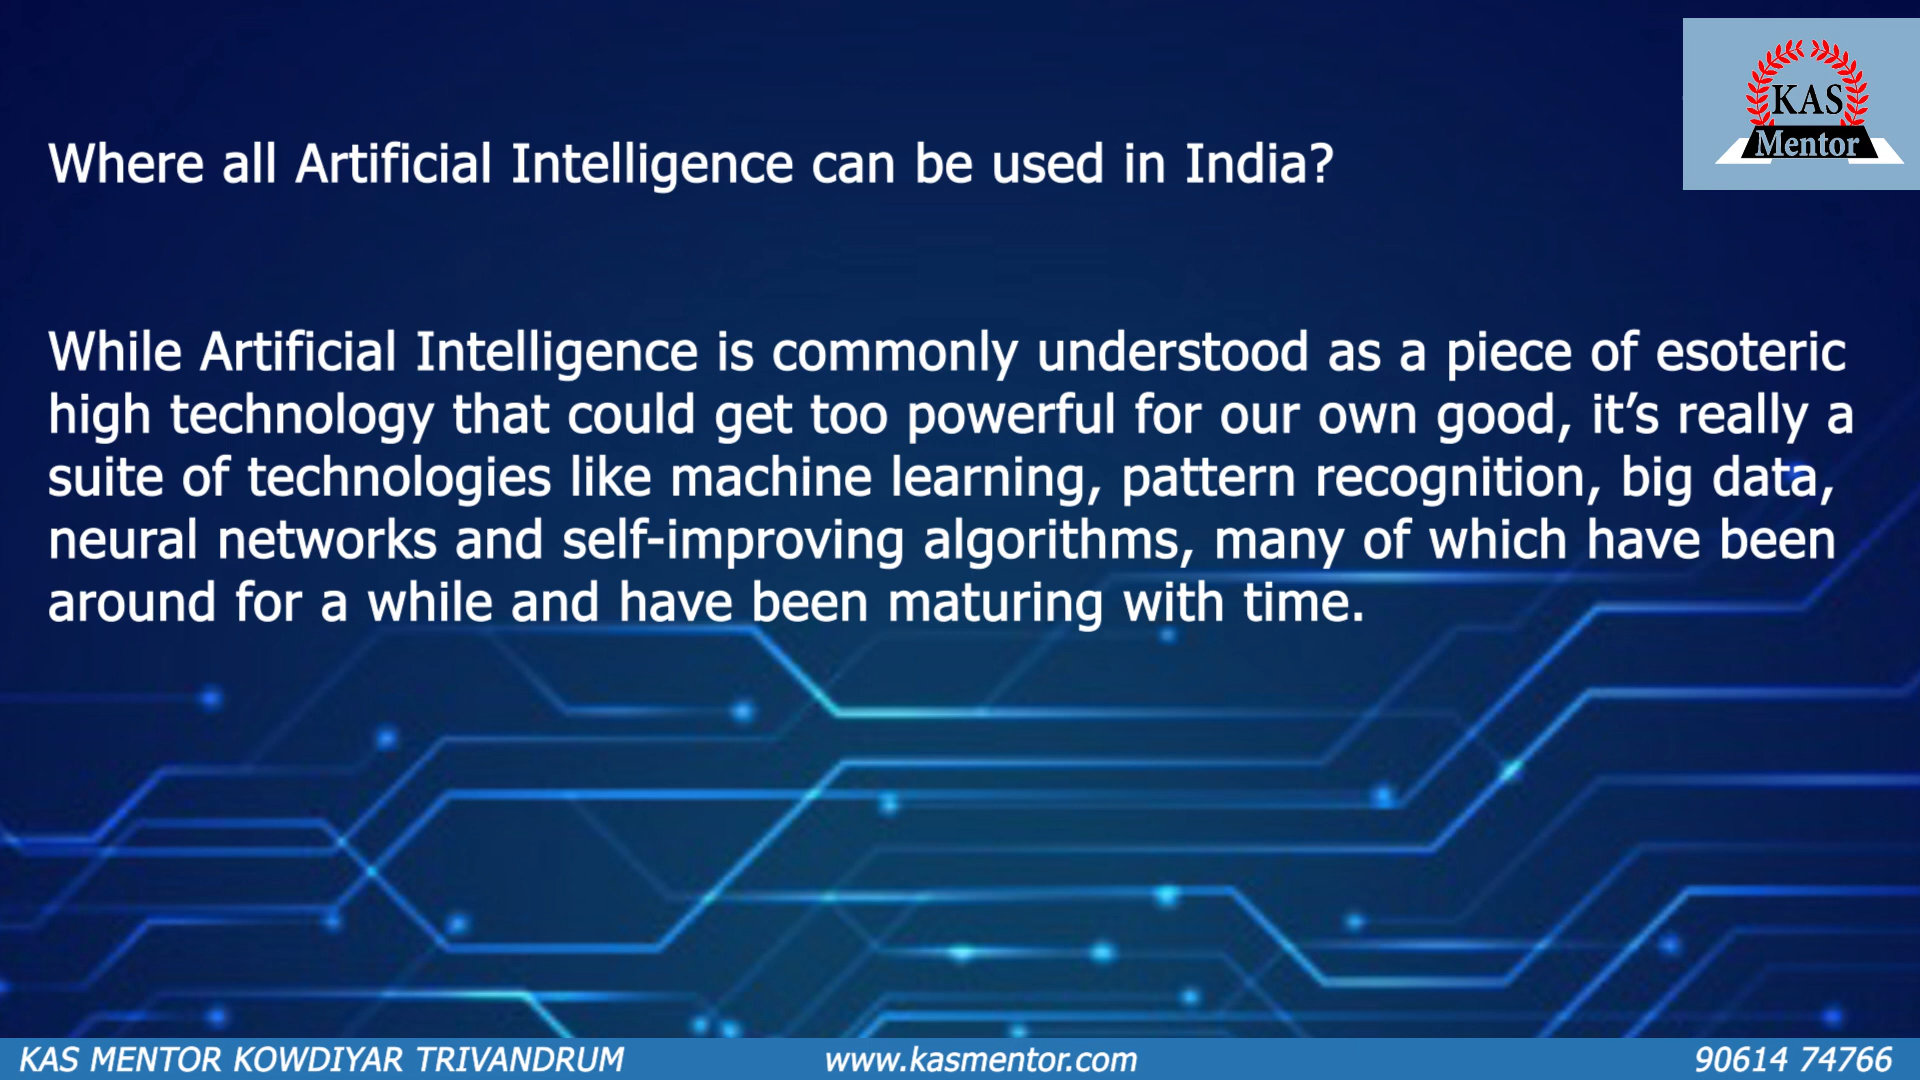 KAS
Mentor
Where all Artificial Intelligence can be used in India?
While Artificial Intelligence is commonly understood as a piece of esoteric
high technology that could get too powerful for our own good, it’s really a
suite of technologies like machine learning, pattern recognition, big data,
neural networks and self-improving algorithms, many of which have been
around for a while and have been maturing with time.
KAS MENTOR KOWDIYAR TRIVANDRUM www.kasmentor.com 90614 74766